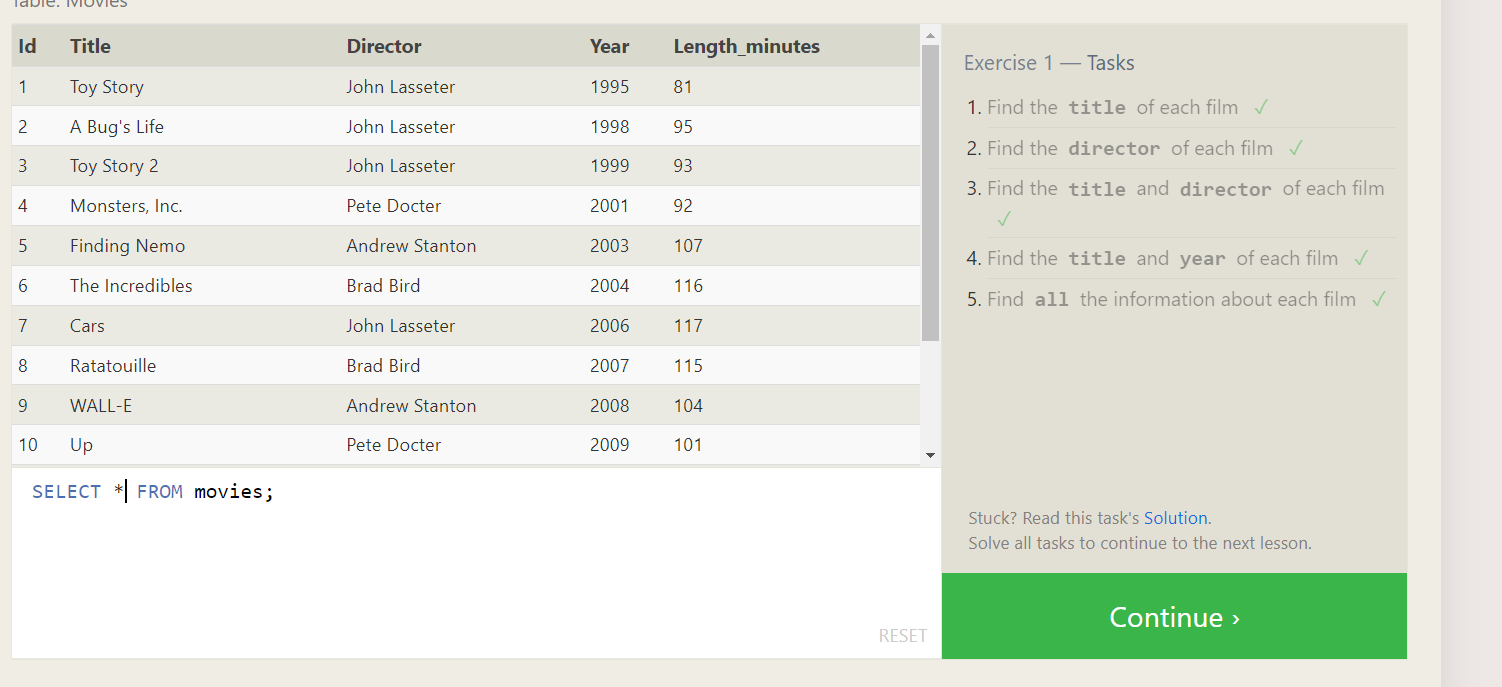 Table: Movies
Id Title Director Year Length_minutes
1 Toy Story John Lasseter 1995 81
2 A Bug's Life John Lasseter 1998 95
3 Toy Story 2 John Lasseter 1999 93
4 Monsters, Inc. Pete Docter 2001 92
5 Finding Nemo Andrew Stanton 2003 107
6 The Incredibles Brad Bird 2004 116
7 Cars John Lasseter 2006 117
8 Ratatouille Brad Bird 2007 115
9 WALL-E Andrew Stanton 2008 104
10 Up Pete Docter 2009 101
SELECT * FROM movies;
RESET
Exercise 1 — Tasks
1. Find the title of each film ✓
2. Find the director of each film ✓
3. Find the title and director of each film
✓
4. Find the title and year of each film ✓
5. Find all the information about each film ✓
Stuck? Read this task's Solution.
Solve all tasks to continue to the next lesson.
Continue ›